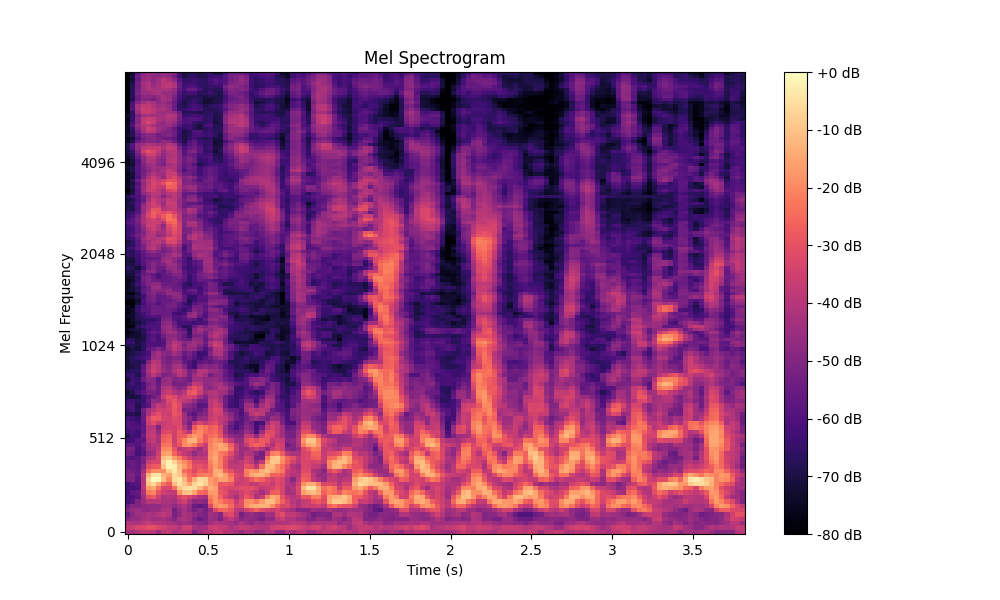 Mel Spectrogram
Mel Frequency
4096
2048
1024
512
0
0 0.5 1 1.5 2 2.5 3 3.5
Time (s)
+0 dB
-10 dB
-20 dB
-30 dB
-40 dB
-50 dB
-60 dB
-70 dB
-80 dB